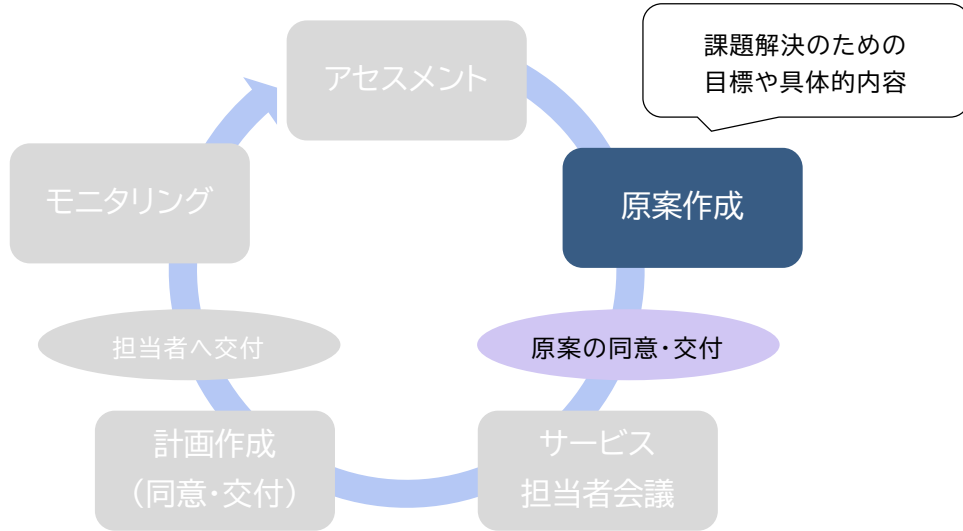 アセスメント
課題解決のための
目標や具体的内容
モニタリング
原案作成
担当者へ交付
原案の同意・交付
計画作成
（同意・交付）
サービス
担当者会議